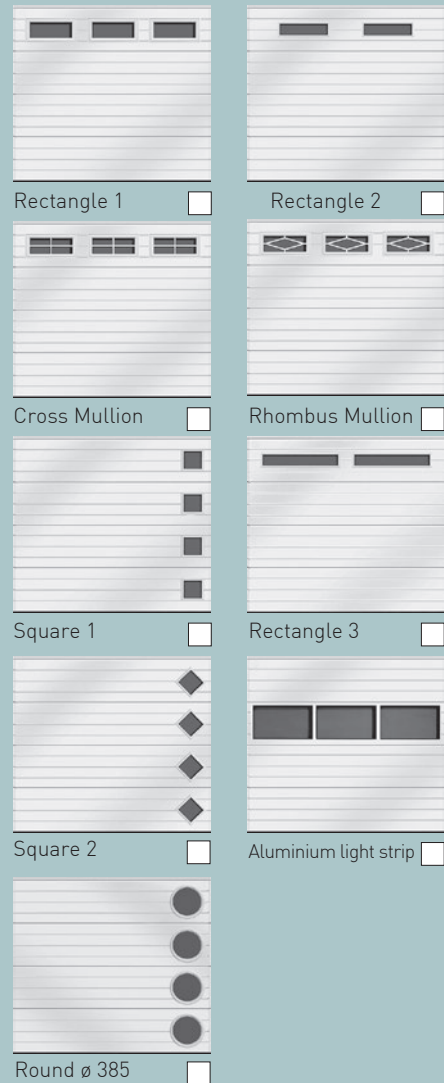 Rectangle 1
Rectangle 2
Cross Mullion
Rhombus Mullion
Square 1
Rectangle 3
Square 2
Aluminium light strip
Round ø 385